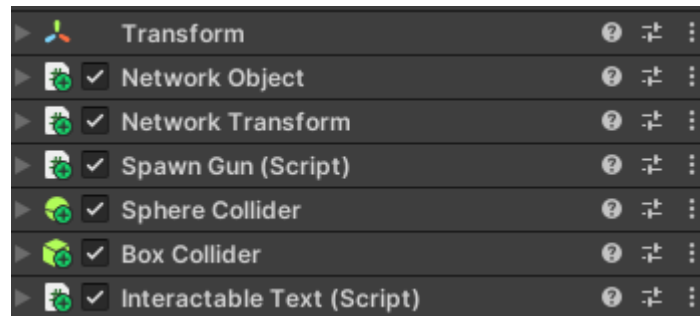 Transform
Network Object
Network Transform
Spawn Gun (Script)
Sphere Collider
Box Collider
Interactable Text (Script)